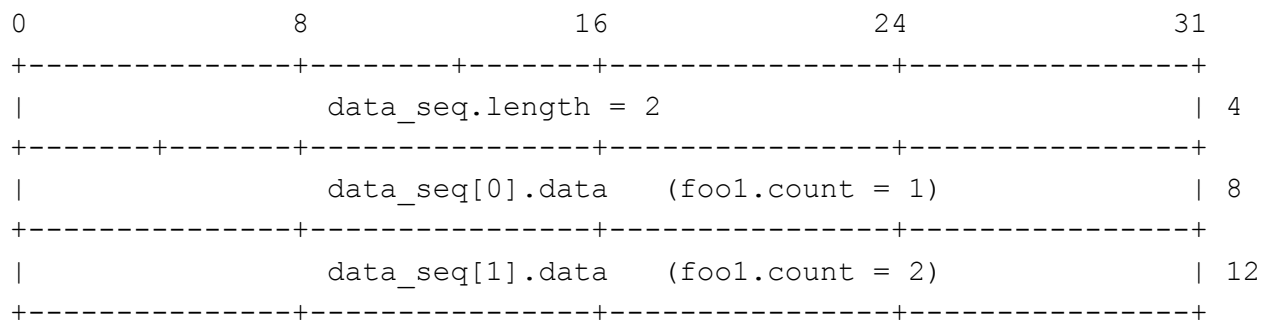 0               8               16              24              31
+---------------+--------+-------+---------------+----------------+
|                 data_seq.length = 2                             | 4
+-------+-------+---------------+---------------+----------------+
|                 data_seq[0].data   (foo1.count = 1)             | 8
+---------------+---------------+---------------+----------------+
|                 data_seq[1].data   (foo1.count = 2)             | 12
+---------------+---------------+---------------+----------------+